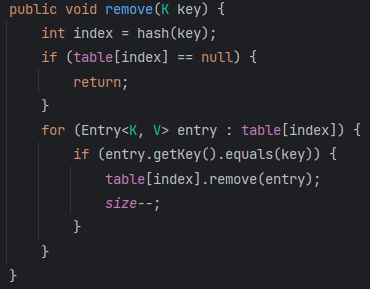 public void remove(K key) {
    int index = hash(key);
    if (table[index] == null) {
        return;
    }
    for (Entry<K, V> entry : table[index]) {
        if (entry.getKey().equals(key)) {
            table[index].remove(entry);
            size--;
        }
    }
}